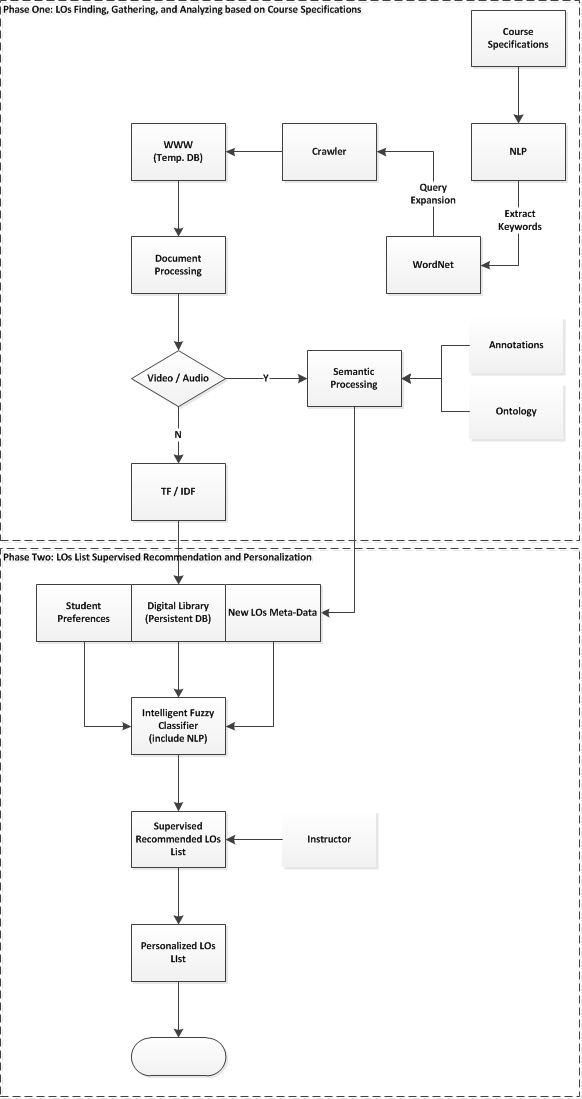 Phase One: LOs Finding, Gathering, and Analyzing based on Course Specifications
Course
Specifications
WWW
(Temp. DB)
Crawler
NLP
Query
Expansion
Extract
Keywords
Document
Processing
WordNet
Annotations
Video / Audio
Y
Semantic
Processing
Ontology
N
TF / IDF
Phase Two: LOs List Supervised Recommendation and Personalization
Student
Preferences
Digital Library
(Persistent DB)
New LOs Meta-Data
Intelligent Fuzzy
Classifier
(include NLP)
Supervised
Recommended LOs
List
Instructor
Personalized LOs
LIst